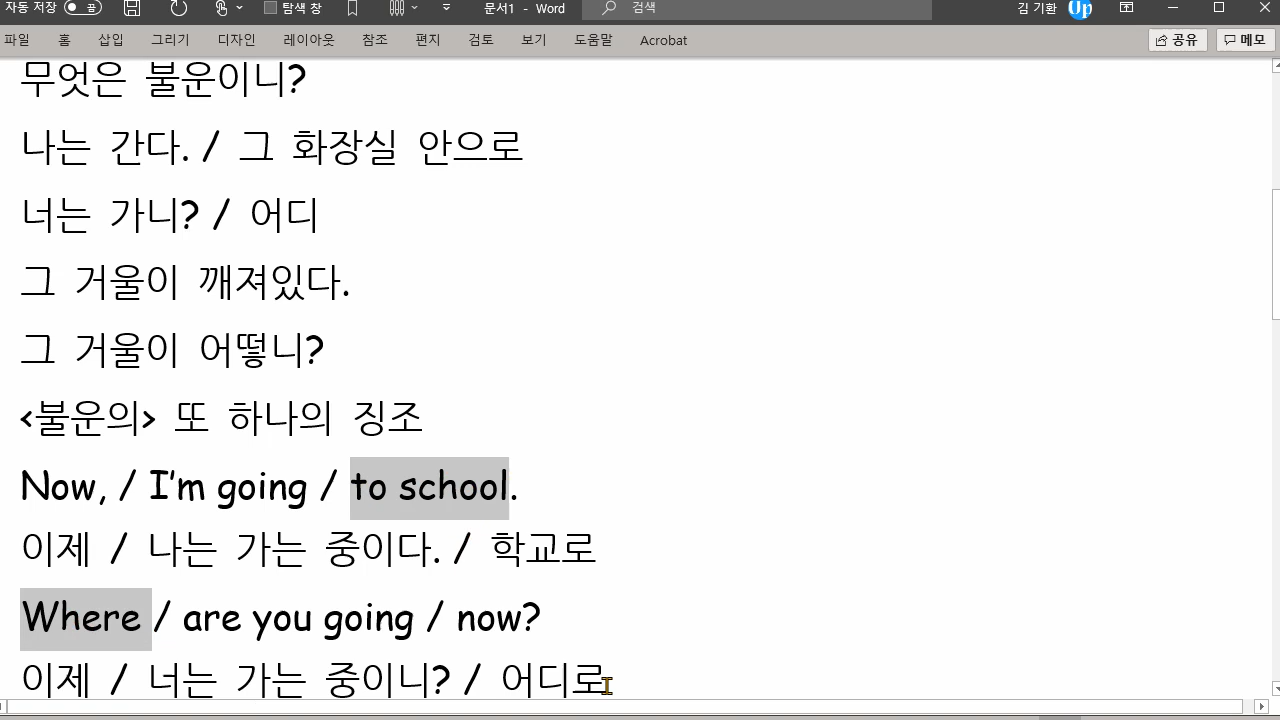 자동 저장 끔 탐색 창 문서1 - Word 검색 김 기환 Up
파일 홈 삽입 그리기 디자인 레이아웃 참조 편지 검토 보기 도움말 Acrobat 공유 메모
무엇은 불운이니?
나는 간다. / 그 화장실 안으로
너는 가니? / 어디
그 거울이 깨져있다.
그 거울이 어떻니?
<불운의> 또 하나의 징조
Now, / I'm going / to school.
이제 / 나는 가는 중이다. / 학교로
Where / are you going / now?
이제 / 너는 가는 중이니? / 어디로